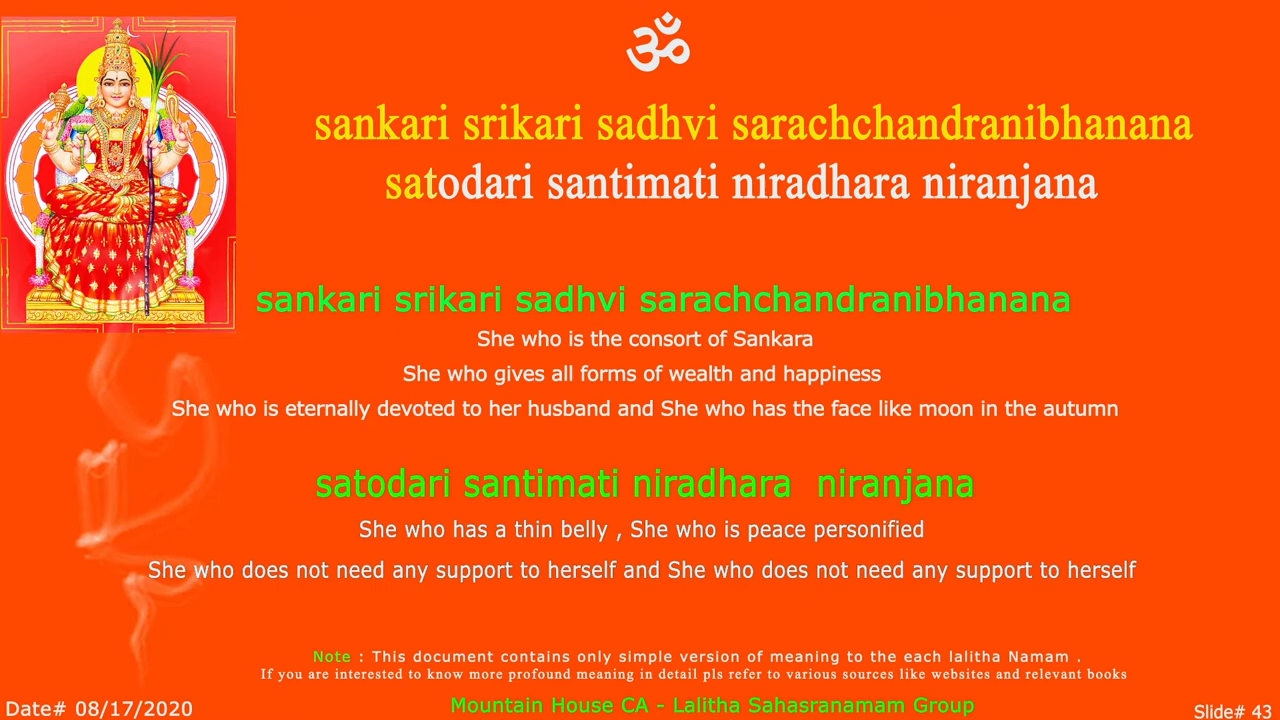 ॐ
sankari srikari sadhvi sarachchandranibhanana
satodari santimati niradhara niranjana
sankari srikari sadhvi sarachchandranibhanana
She who is the consort of Sankara
She who gives all forms of wealth and happiness
She who is eternally devoted to her husband and She who has the face like moon in the autumn
satodari santimati niradhara niranjana
She who has a thin belly , She who is peace personified
She who does not need any support to herself and She who does not need any support to herself
Note : This document contains only simple version of meaning to the each lalitha Namam .
If you are interested to know more profound meaning in detail pls refer to various sources like websites and relevant books
Date# 08/17/2020
Mountain House CA - Lalitha Sahasranamam Group
Slide# 43